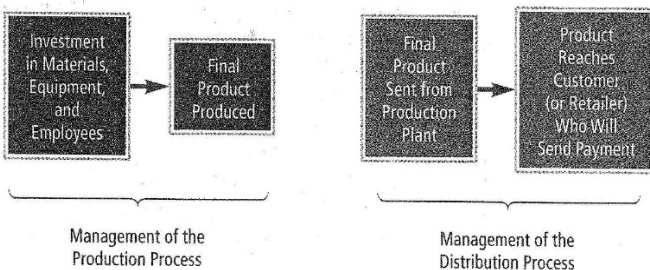 Investment
in Materials,
Equipment,
and
Employees
Final
Product
Produced
Final
Product
Sent from
Production
Plant
Product
Reaches
Customer
(or Retailer)
Who Will
Send Payment
Management of the
Production Process
Management of the
Distribution Process